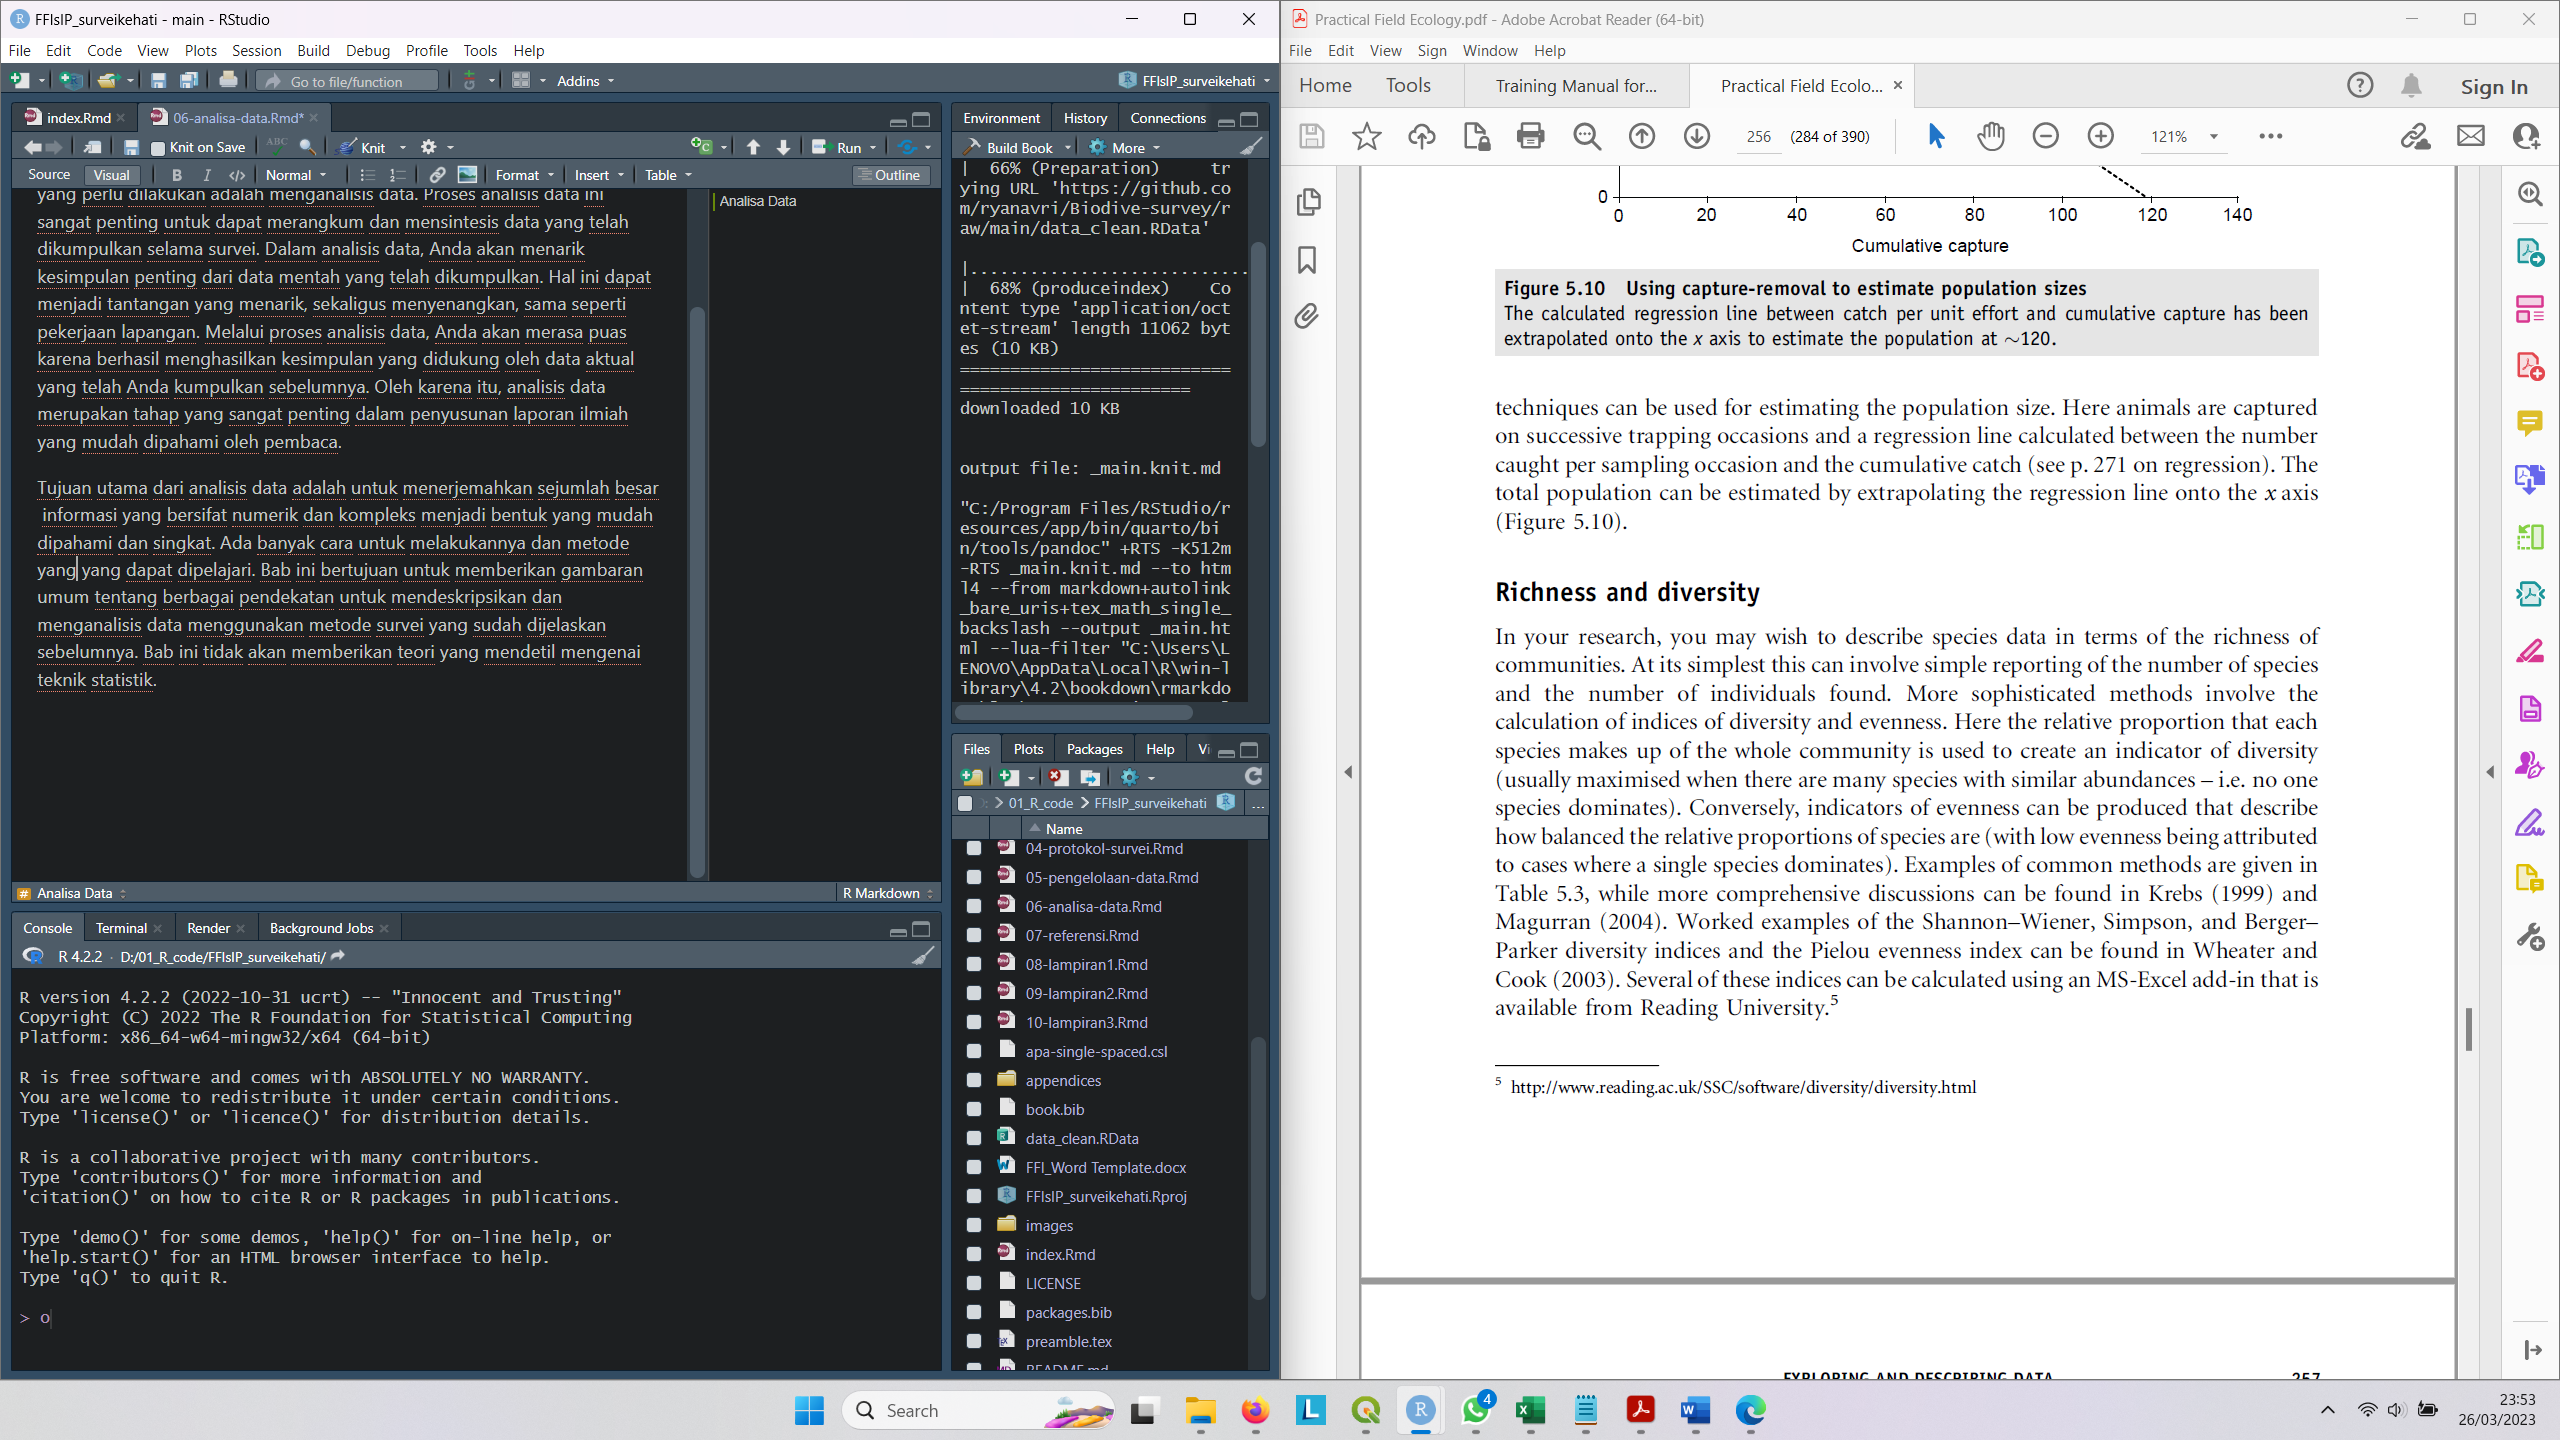 FFIsIP_surveikehati - main - RStudio
File Edit Code View Plots Session Build Debug Profile Tools Help
Go to file/function
Addins
FFIsIP_surveikehati
index.Rmd
06-analisa-data.Rmd*
Knit on Save
ABC
Knit
Run
Source
Visual
B I
Normal
Format
Insert
Table
Outline
yang perlu dilakukan adalah menganalisis data. Proses analisis data ini
sangat penting untuk dapat merangkum dan mensintesis data yang telah
dikumpulkan selama survei. Dalam analisis data, Anda akan menarik
kesimpulan penting dari data mentah yang telah dikumpulkan. Hal ini dapat
menjadi tantangan yang menarik, sekaligus menyenangkan, sama seperti
pekerjaan lapangan. Melalui proses analisis data, Anda akan merasa puas
karena berhasil menghasilkan kesimpulan yang didukung oleh data aktual
yang telah Anda kumpulkan sebelumnya. Oleh karena itu, analisis data
merupakan tahap yang sangat penting dalam penyusunan laporan ilmiah
yang mudah dipahami oleh pembaca.
Tujuan utama dari analisis data adalah untuk menerjemahkan sejumlah besar
informasi yang bersifat numerik dan kompleks menjadi bentuk yang mudah
dipahami dan singkat. Ada banyak cara untuk melakukannya dan metode
yang yang dapat dipelajari. Bab ini bertujuan untuk memberikan gambaran
umum tentang berbagai pendekatan untuk mendeskripsikan dan
menganalisis data menggunakan metode survei yang sudah dijelaskan
sebelumnya. Bab ini tidak akan memberikan teori yang mendetil mengenai
teknik statistik.
Analisa Data
Analisa Data
R Markdown
Console
Terminal
Render
Background Jobs
R 4.2.2 · D:/01_R_code/FFIsIP_surveikehati/
R version 4.2.2 (2022-10-31 ucrt) -- "Innocent and Trusting"
Copyright (C) 2022 The R Foundation for Statistical Computing
Platform: x86_64-w64-mingw32/x64 (64-bit)
R is free software and comes with ABSOLUTELY NO WARRANTY.
You are welcome to redistribute it under certain conditions.
Type 'license()' or 'licence()' for distribution details.
R is a collaborative project with many contributors.
Type 'contributors()' for more information and
'citation()' on how to cite R or R packages in publications.
Type 'demo()' for some demos, 'help()' for on-line help, or
'help.start()' for an HTML browser interface to help.
Type 'q()' to quit R.
> o
Environment
History
Connections
Build Book
More
| 66% (Preparation) tr
ying URL 'https://github.co
m/ryanavri/Biodive-survey/r
aw/main/data_clean.RData'
|...........................
| 68% (produceindex) Co
ntent type 'application/oct
et-stream' length 11062 byt
es (10 KB)
===========================
=======================
downloaded 10 KB
output file: _main.knit.md
"C:/Program Files/RStudio/r
esources/app/bin/quarto/bi
n/tools/pandoc" +RTS -K512m
-RTS _main.knit.md --to htm
l4 --from markdown+autolink
_bare_uris+tex_math_single_
backslash --output _main.ht
ml --lua-filter "C:\Users\L
ENOVO\AppData\Local\R\win-l
ibrary\4.2\bookdown\rmarkdo
Files
Plots
Packages
Help
Vi
01_R_code
FFIsIP_surveikehati
...
Name
04-protokol-survei.Rmd
05-pengelolaan-data.Rmd
06-analisa-data.Rmd
07-referensi.Rmd
08-lampiran1.Rmd
09-lampiran2.Rmd
10-lampiran3.Rmd
apa-single-spaced.csl
appendices
book.bib
data_clean.RData
FFI_Word Template.docx
FFIsIP_surveikehati.Rproj
images
index.Rmd
LICENSE
packages.bib
preamble.tex
README.md
Practical Field Ecology.pdf - Adobe Acrobat Reader (64-bit)
File Edit View Sign Window Help
Home
Tools
Training Manual for...
Practical Field Ecolo...
Sign In
256 (284 of 390)
121%
0
0 20 40 60 80 100 120 140
Cumulative capture
Figure 5.10 Using capture-removal to estimate population sizes
The calculated regression line between catch per unit effort and cumulative capture has been
extrapolated onto the x axis to estimate the population at ~120.
techniques can be used for estimating the population size. Here animals are captured
on successive trapping occasions and a regression line calculated between the number
caught per sampling occasion and the cumulative catch (see p. 271 on regression). The
total population can be estimated by extrapolating the regression line onto the x axis
(Figure 5.10).
Richness and diversity
In your research, you may wish to describe species data in terms of the richness of
communities. At its simplest this can involve simple reporting of the number of species
and the number of individuals found. More sophisticated methods involve the
calculation of indices of diversity and evenness. Here the relative proportion that each
species makes up of the whole community is used to create an indicator of diversity
(usually maximised when there are many species with similar abundances – i.e. no one
species dominates). Conversely, indicators of evenness can be produced that describe
how balanced the relative proportions of species are (with low evenness being attributed
to cases where a single species dominates). Examples of common methods are given in
Table 5.3, while more comprehensive discussions can be found in Krebs (1999) and
Magurran (2004). Worked examples of the Shannon–Wiener, Simpson, and Berger–
Parker diversity indices and the Pielou evenness index can be found in Wheater and
Cook (2003). Several of these indices can be calculated using an MS-Excel add-in that is
available from Reading University.5
5 http://www.reading.ac.uk/SSC/software/diversity/diversity.html
EXPLORING AND DESCRIBING DATA 257
Search
4
23:53
26/03/2023